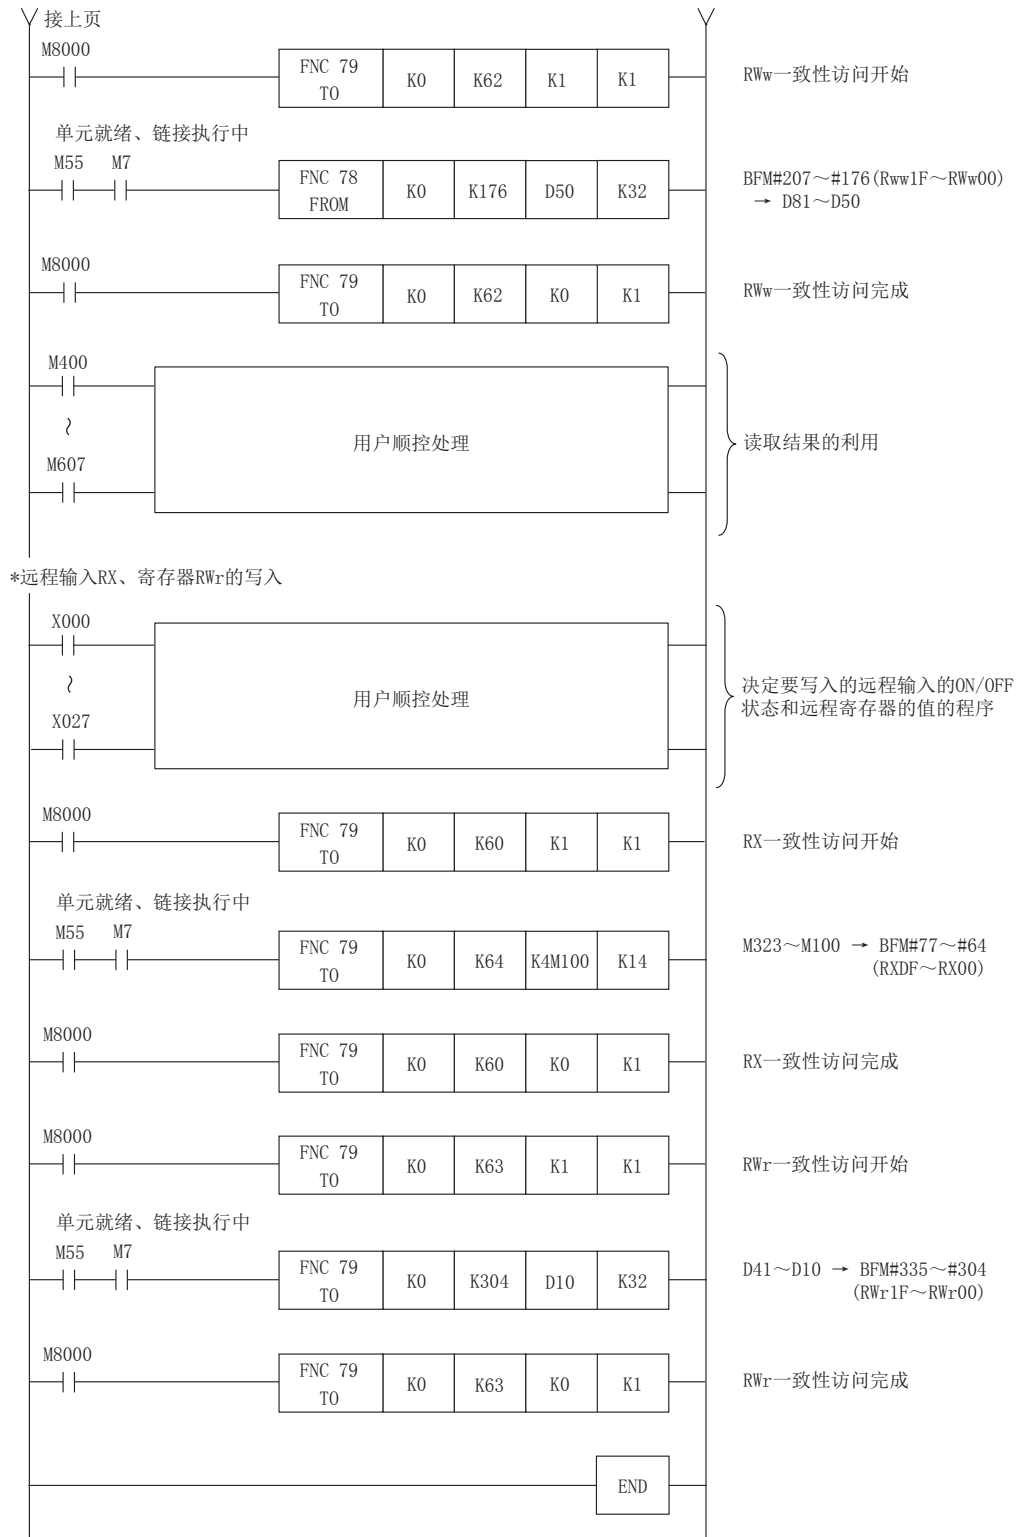 接上页
M8000
FNC 79
TO
K0
K62
K1
K1
RWw一致性访问开始
单元就绪、链接执行中
M55
M7
FNC 78
FROM
K0
K176
D50
K32
BFM#207～#176(Rww1F～RWw00)
→ D81～D50
M8000
FNC 79
TO
K0
K62
K0
K1
RWw一致性访问完成
M400
～
M607
用户顺控处理
读取结果的利用
*远程输入RX、寄存器RWr的写入
X000
～
X027
用户顺控处理
决定要写入的远程输入的ON/OFF
状态和远程寄存器的值的程序
M8000
FNC 79
TO
K0
K60
K1
K1
RX一致性访问开始
单元就绪、链接执行中
M55
M7
FNC 79
TO
K0
K64
K4M100
K14
M323～M100 → BFM#77～#64
(RXDF～RX00)
M8000
FNC 79
TO
K0
K60
K0
K1
RX一致性访问完成
M8000
FNC 79
TO
K0
K63
K1
K1
RWr一致性访问开始
单元就绪、链接执行中
M55
M7
FNC 79
TO
K0
K304
D10
K32
D41～D10 → BFM#335～#304
(RWr1F～RWr00)
M8000
FNC 79
TO
K0
K63
K0
K1
RWr一致性访问完成
END